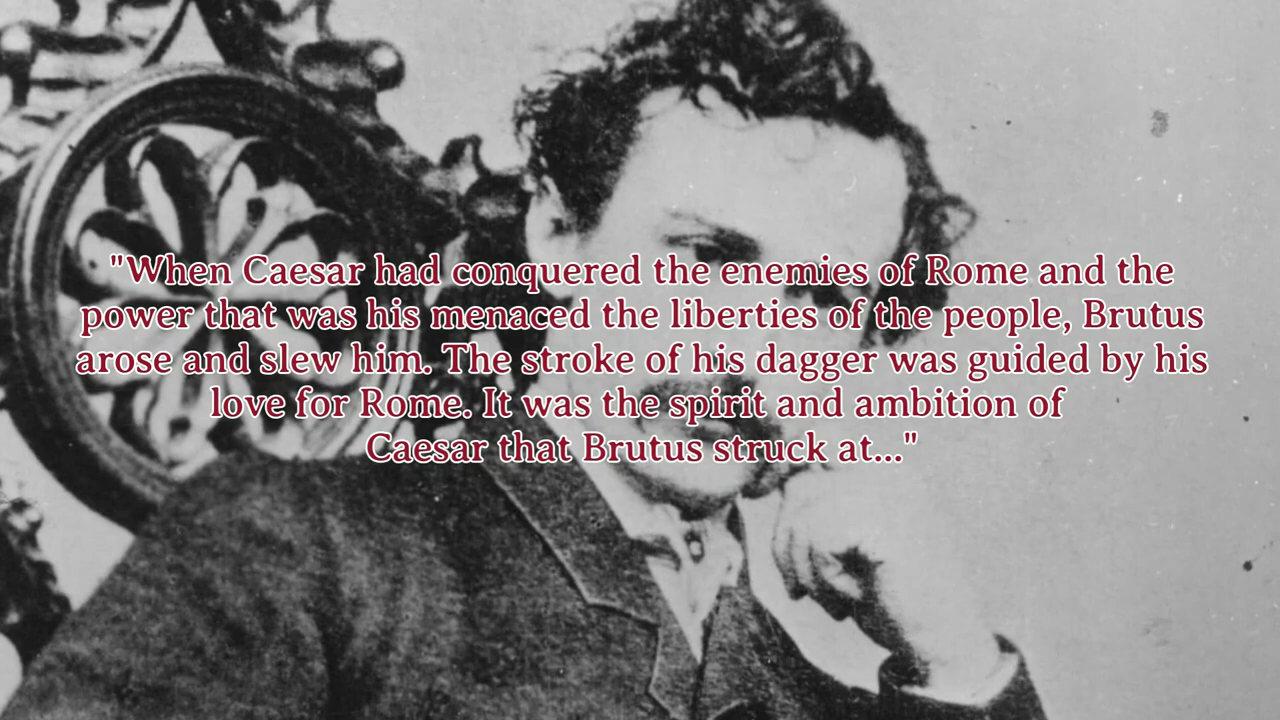 "When Caesar had conquered the enemies of Rome and the
power that was his menaced the liberties of the people, Brutus
arose and slew him. The stroke of his dagger was guided by his
love for Rome. It was the spirit and ambition of
Caesar that Brutus struck at..."